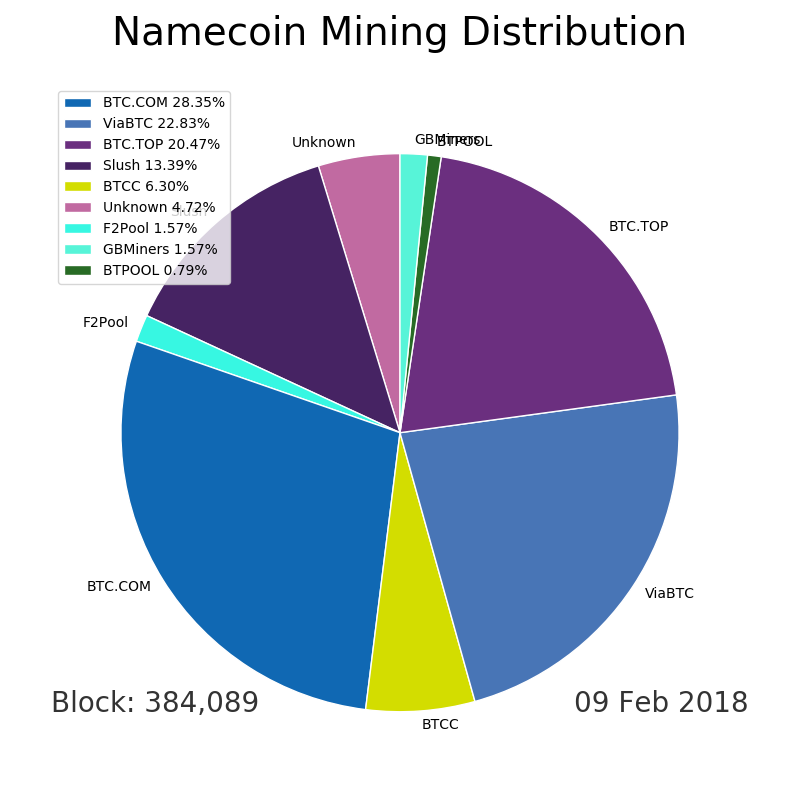 Namecoin Mining Distribution
BTC.COM 28.35%
ViaBTC 22.83%
BTC.TOP 20.47%
Slush 13.39%
BTCC 6.30%
Unknown 4.72%
F2Pool 1.57%
GBMiners 1.57%
BTPOOL 0.79%
Unknown
GBMiners
BTPOOL
Slush
BTC.TOP
F2Pool
BTC.COM
ViaBTC
BTCC
Block: 384,089
09 Feb 2018